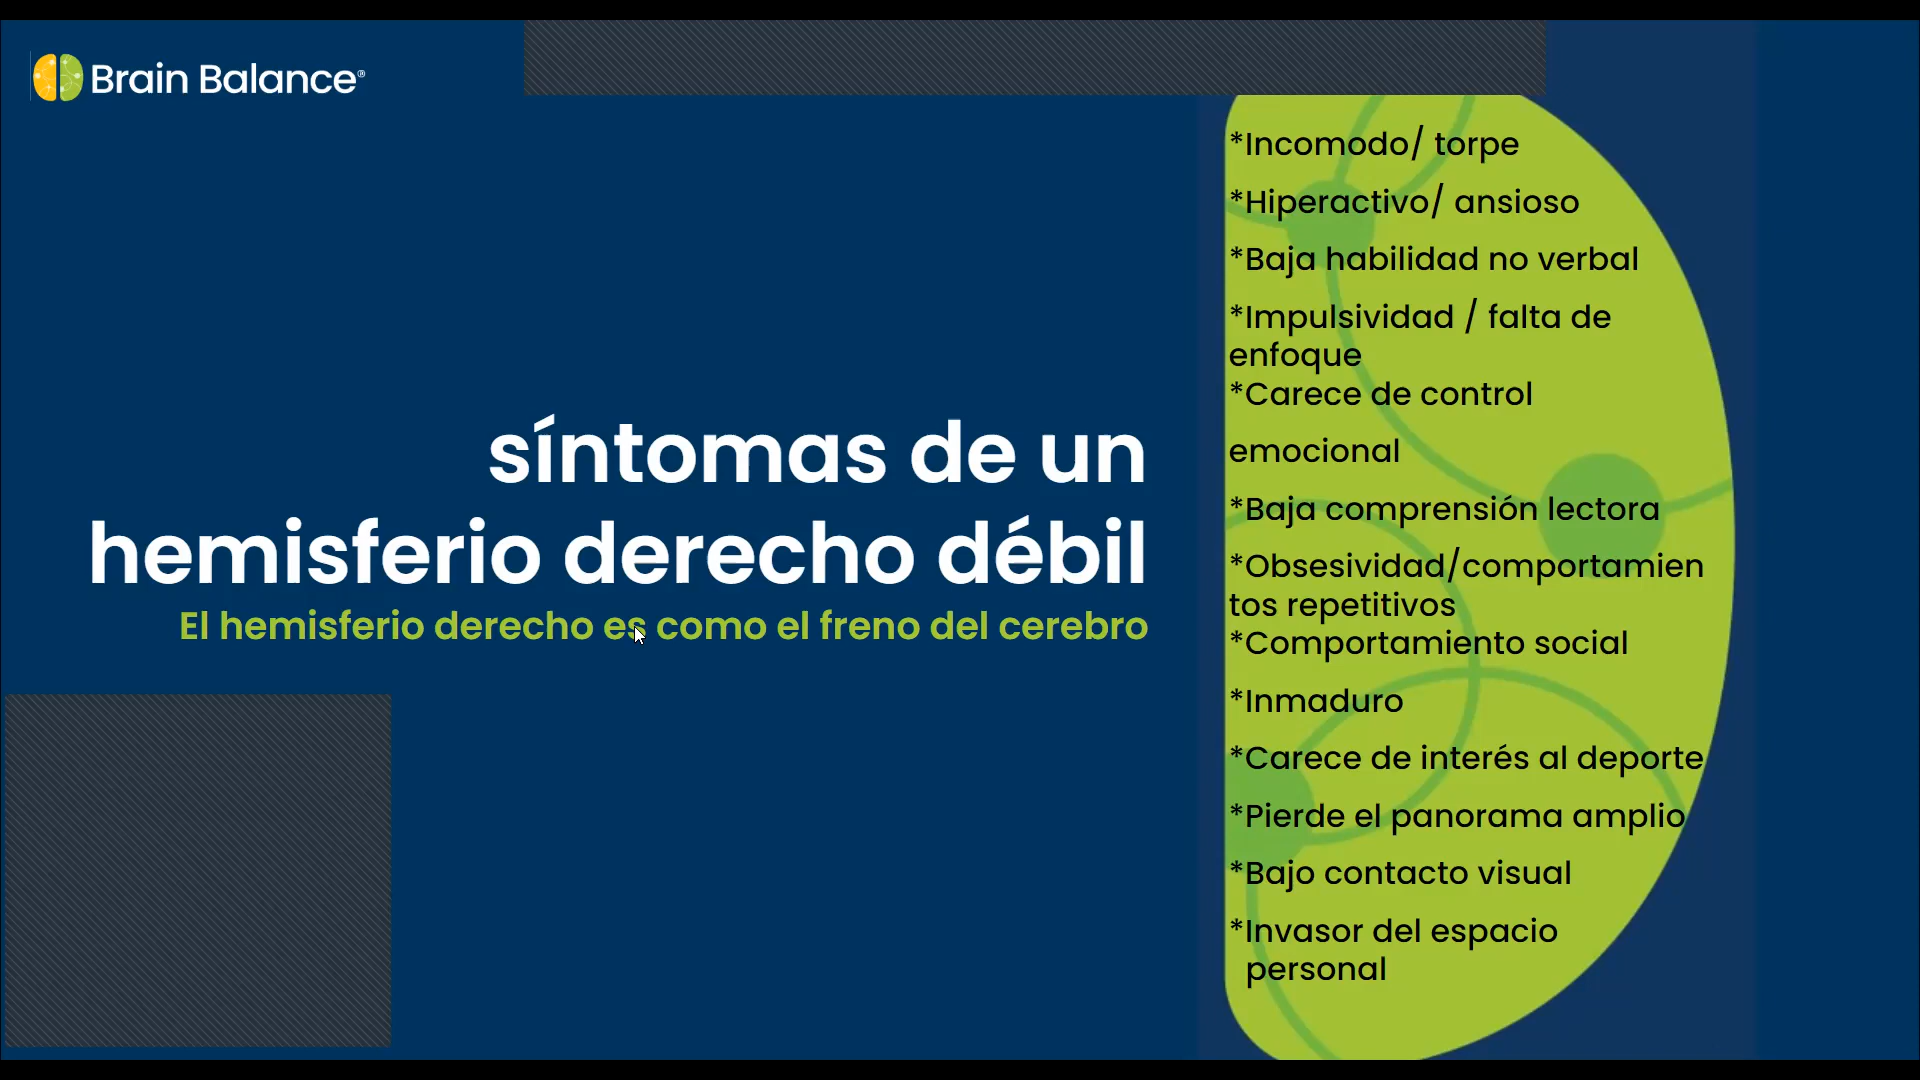 Brain Balance®
síntomas de un
hemisferio derecho débil
El hemisferio derecho es como el freno del cerebro
*Incomodo/ torpe
*Hiperactivo/ ansioso
*Baja habilidad no verbal
*Impulsividad / falta de
enfoque
*Carece de control
emocional
*Baja comprensión lectora
*Obsesividad/comportamien
tos repetitivos
*Comportamiento social
*Inmaduro
*Carece de interés al deporte
*Pierde el panorama amplio
*Bajo contacto visual
*Invasor del espacio
personal